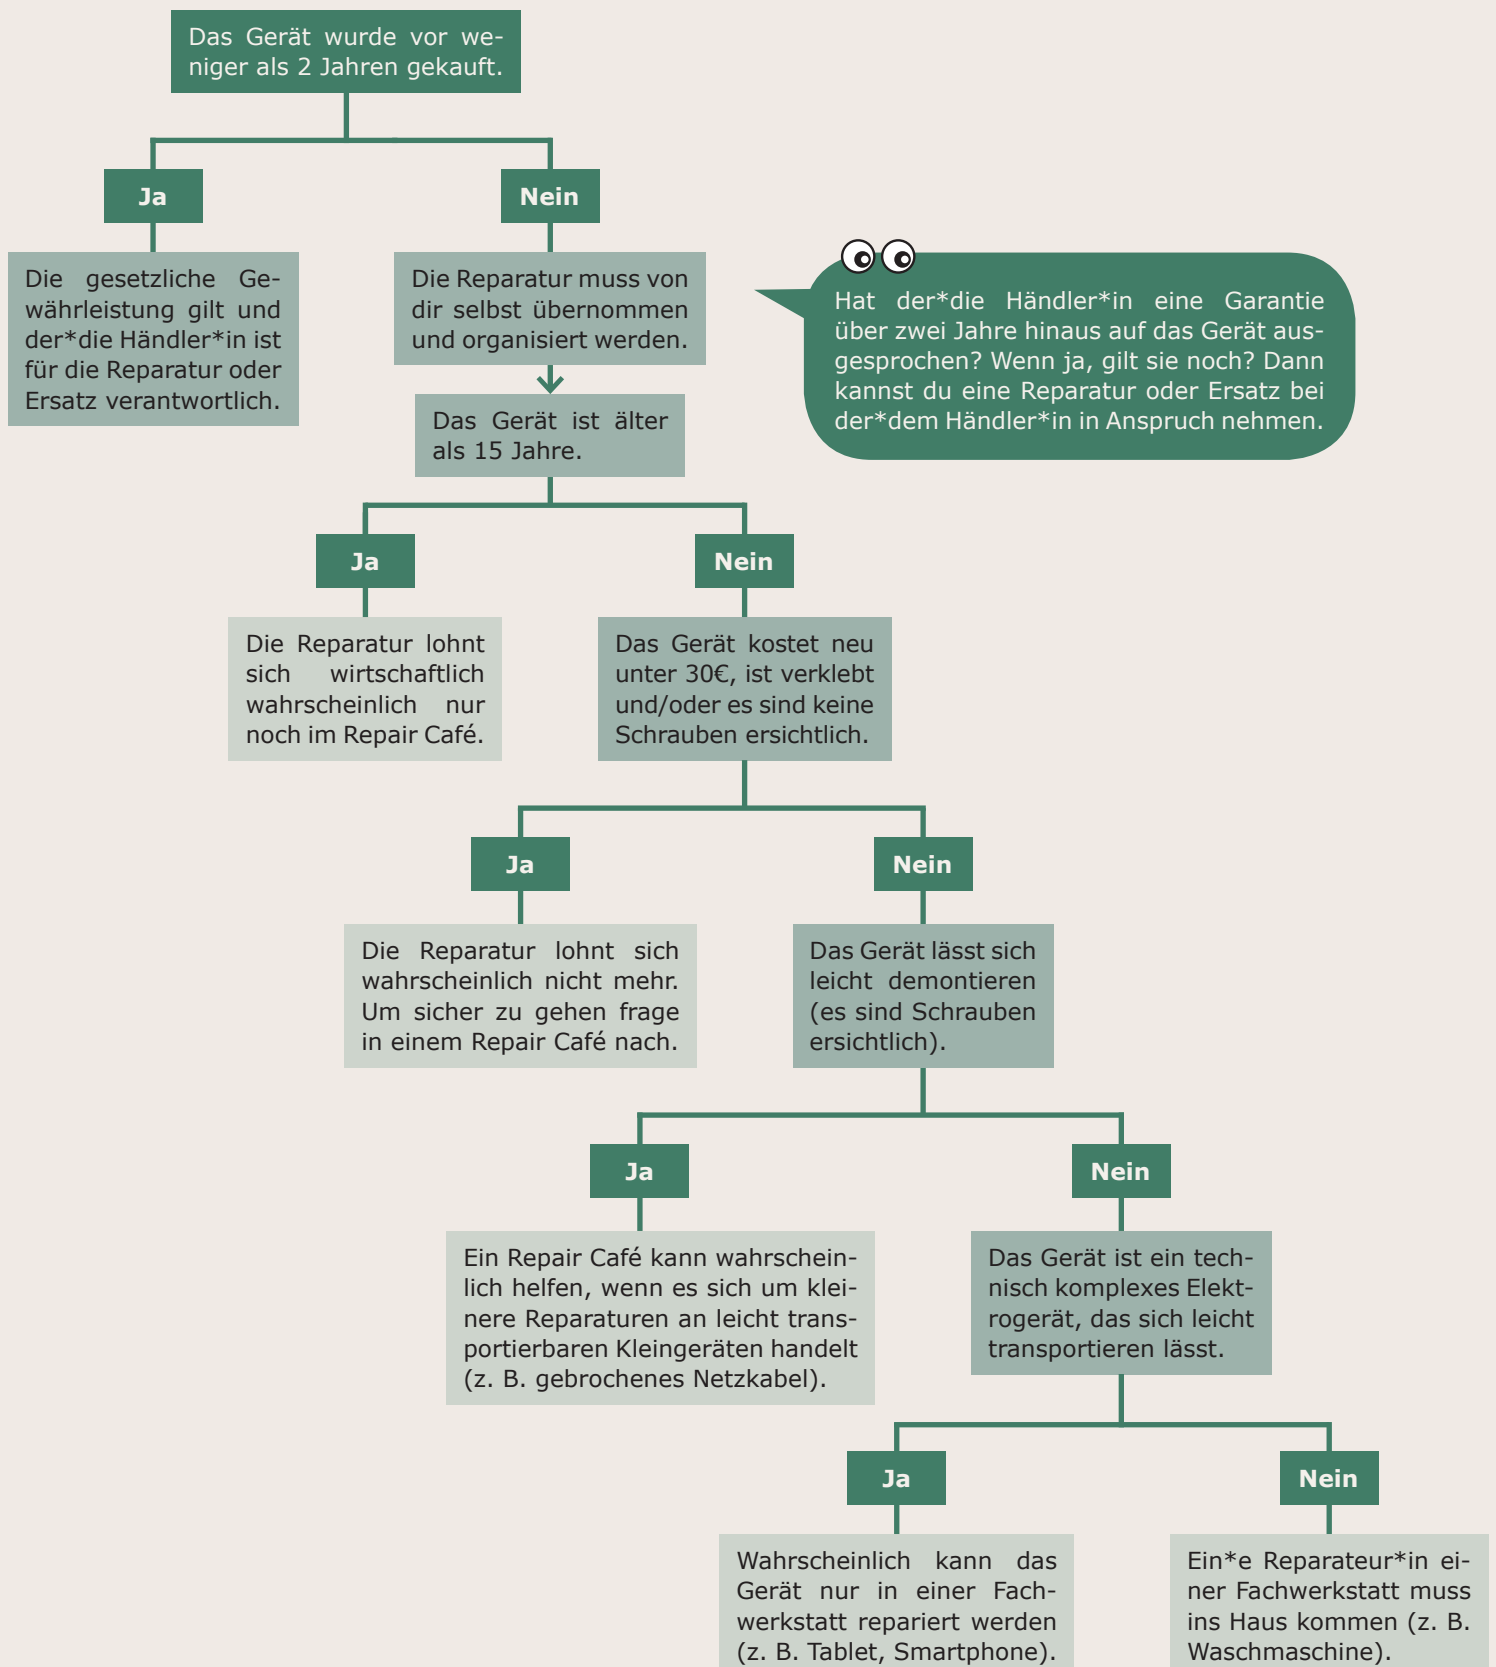 Das Gerät wurde vor we-
niger als 2 Jahren gekauft.
Ja
Nein
Die gesetzliche Ge-
währleistung gilt und
der*die Händler*in ist
für die Reparatur oder
Ersatz verantwortlich.
Die Reparatur muss von
dir selbst übernommen
und organisiert werden.
Hat der*die Händler*in eine Garantie
über zwei Jahre hinaus auf das Gerät aus-
gesprochen? Wenn ja, gilt sie noch? Dann
kannst du eine Reparatur oder Ersatz bei
der*dem Händler*in in Anspruch nehmen.
Das Gerät ist älter
als 15 Jahre.
Ja
Nein
Die Reparatur lohnt
sich wirtschaftlich
wahrscheinlich nur
noch im Repair Café.
Das Gerät kostet neu
unter 30€, ist verklebt
und/oder es sind keine
Schrauben ersichtlich.
Ja
Nein
Die Reparatur lohnt sich
wahrscheinlich nicht mehr.
Um sicher zu gehen frage
in einem Repair Café nach.
Das Gerät lässt sich
leicht demontieren
(es sind Schrauben
ersichtlich).
Ja
Nein
Ein Repair Café kann wahrschein-
lich helfen, wenn es sich um klei-
nere Reparaturen an leicht trans-
portierbaren Kleingeräten handelt
(z. B. gebrochenes Netzkabel).
Das Gerät ist ein tech-
nisch komplexes Elekt-
rogerät, das sich leicht
transportieren lässt.
Ja
Nein
Wahrscheinlich kann das
Gerät nur in einer Fach-
werkstatt repariert werden
(z. B. Tablet, Smartphone).
Ein*e Reparateur*in ei-
ner Fachwerkstatt muss
ins Haus kommen (z. B.
Waschmaschine).